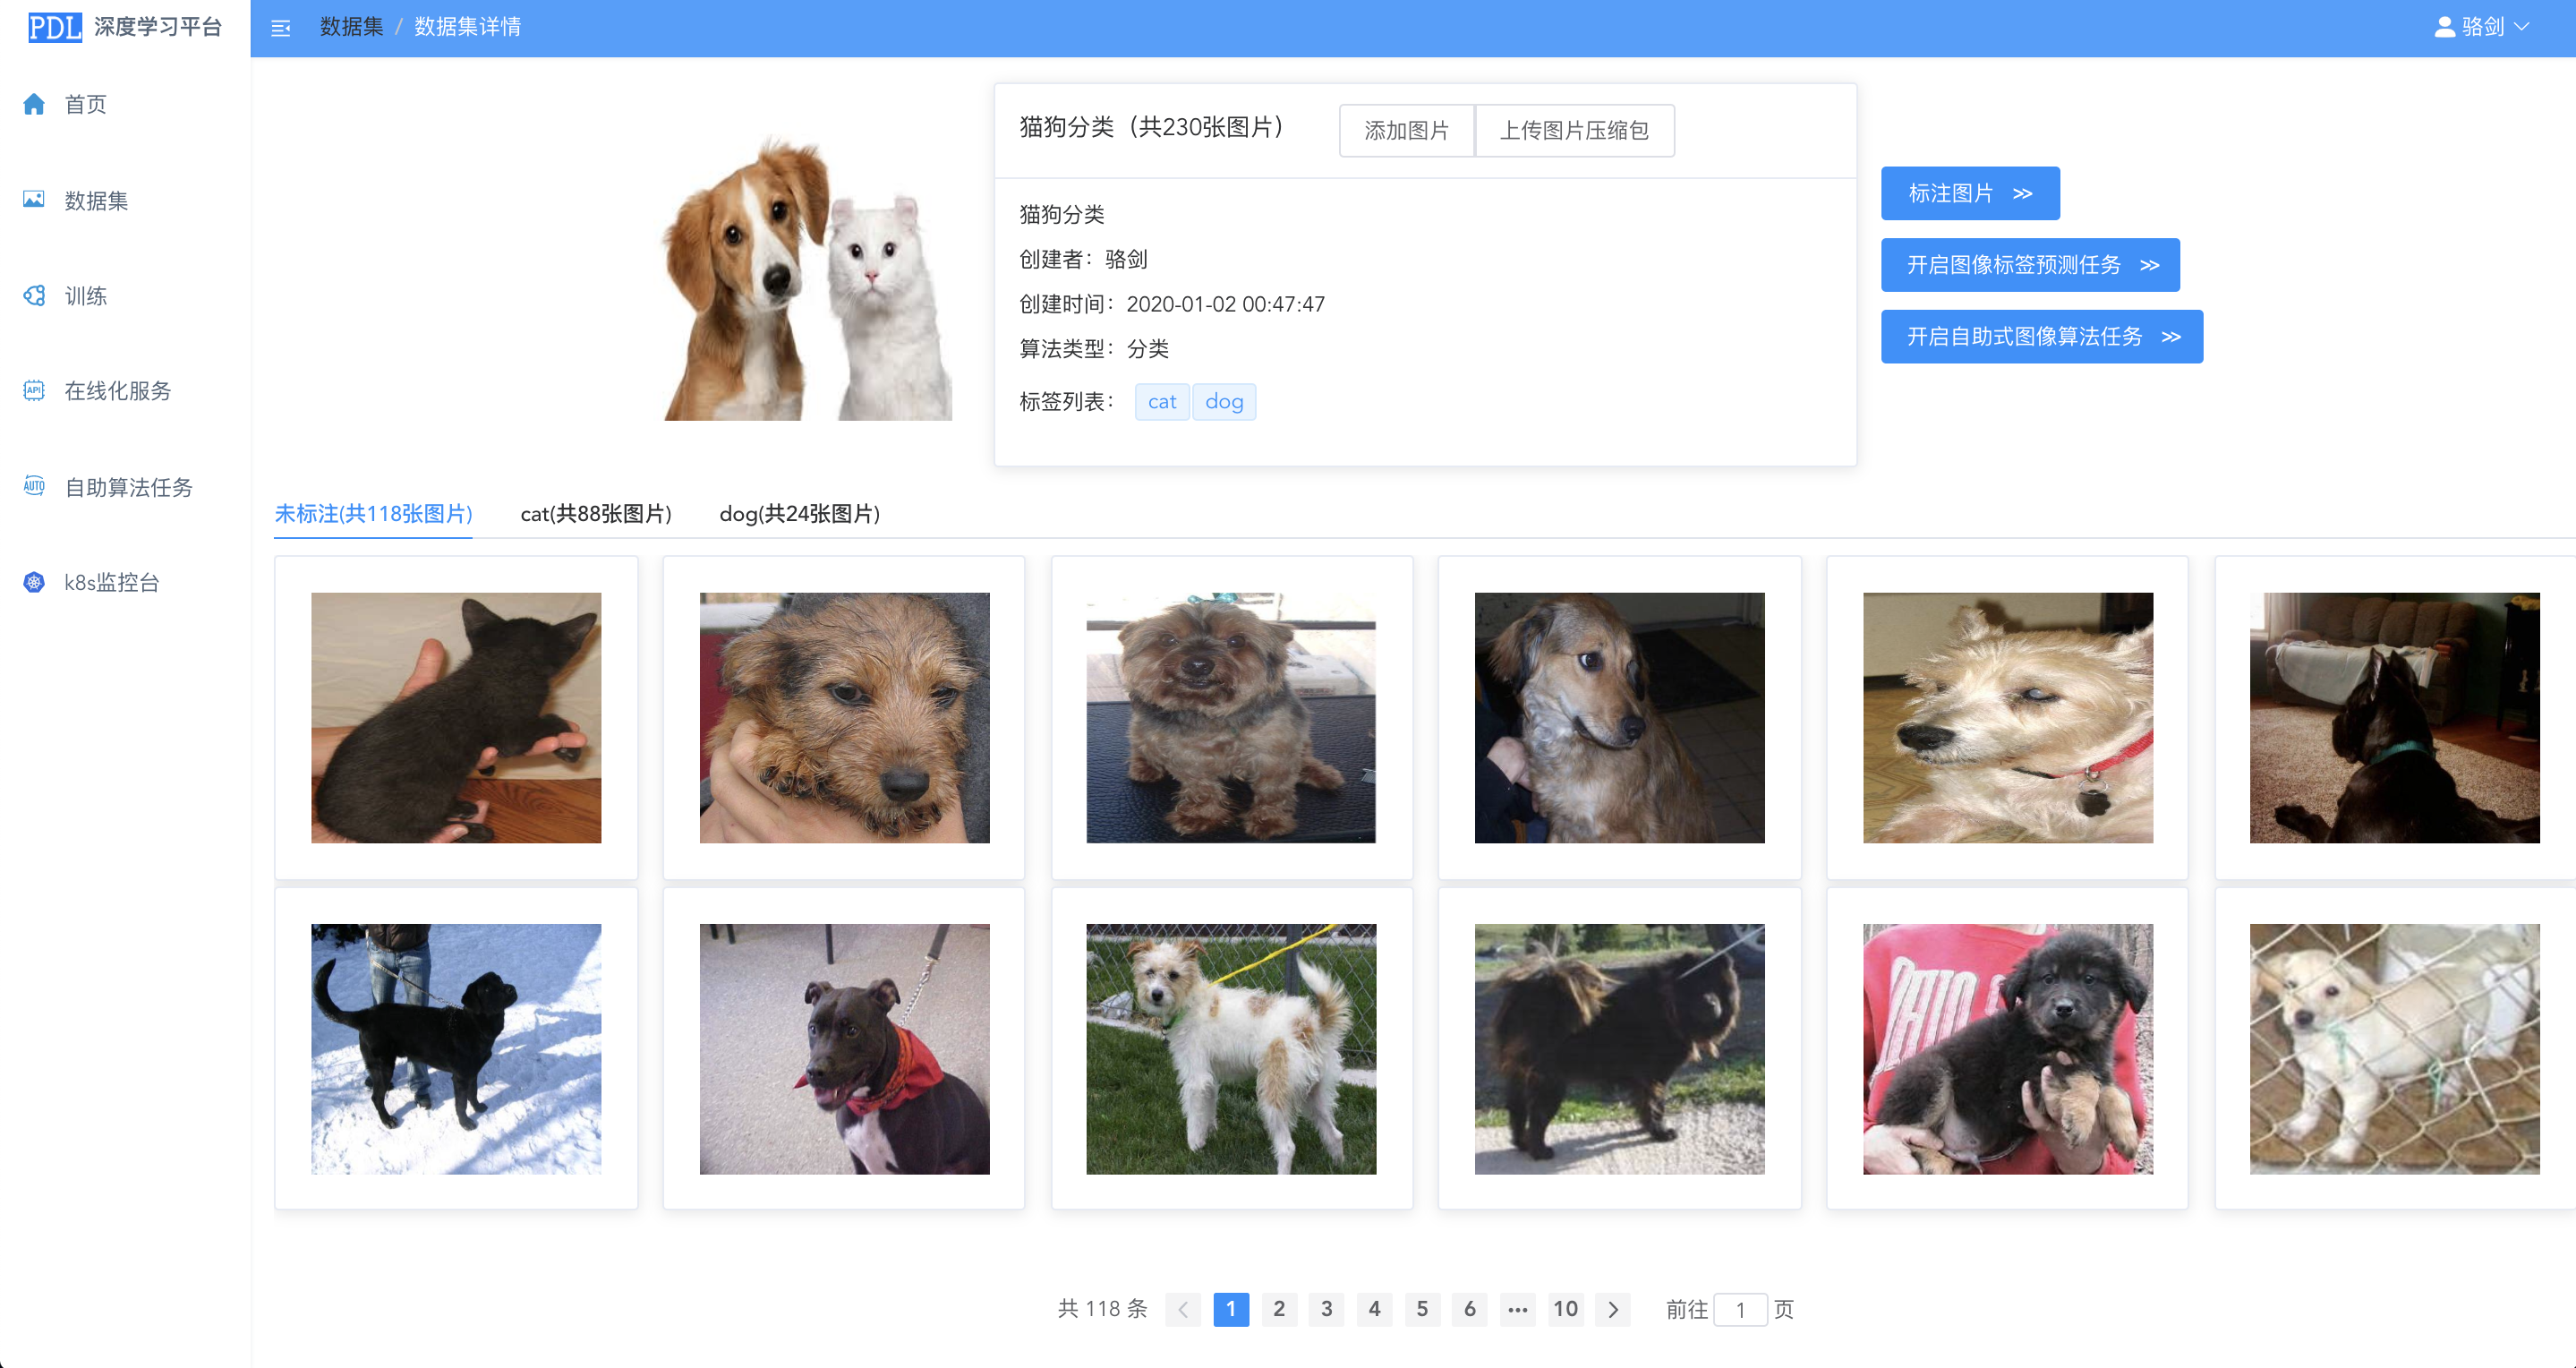 PDL 深度学习平台
数据集 / 数据集详情
骆剑
首页
数据集
训练
API 在线化服务
AUTO 自助算法任务
k8s监控台
猫狗分类（共230张图片）
添加图片
上传图片压缩包
猫狗分类
创建者：骆剑
创建时间：2020-01-02 00:47:47
算法类型：分类
标签列表： cat dog
标注图片 >>
开启图像标签预测任务 >>
开启自助式图像算法任务 >>
未标注(共118张图片) cat(共88张图片) dog(共24张图片)
共 118 条 < 1 2 3 4 5 6 ••• 10 > 前往 1 页